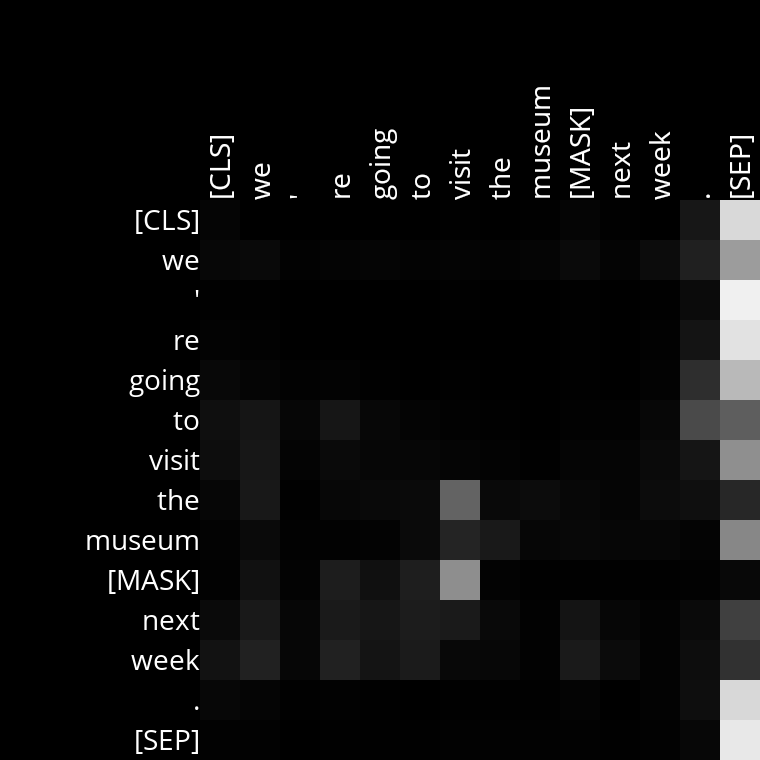 [CLS] we ' re going to visit the museum [MASK] next week . [SEP]
[CLS]
we
'
re
going
to
visit
the
museum
[MASK]
next
week
.
[SEP]